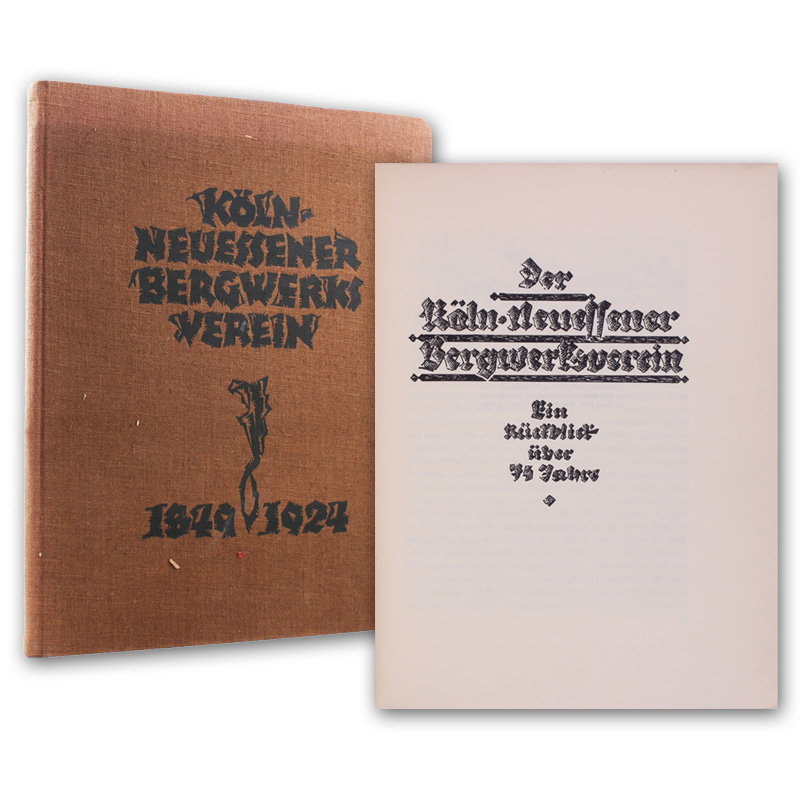 KÖLN-
NEUESSENER
BERGWERKS
VEREIN
1849 1924
Der
Köln-Neuessener
Bergwerksverein
Ein
Rückblick
über
75 Jahre